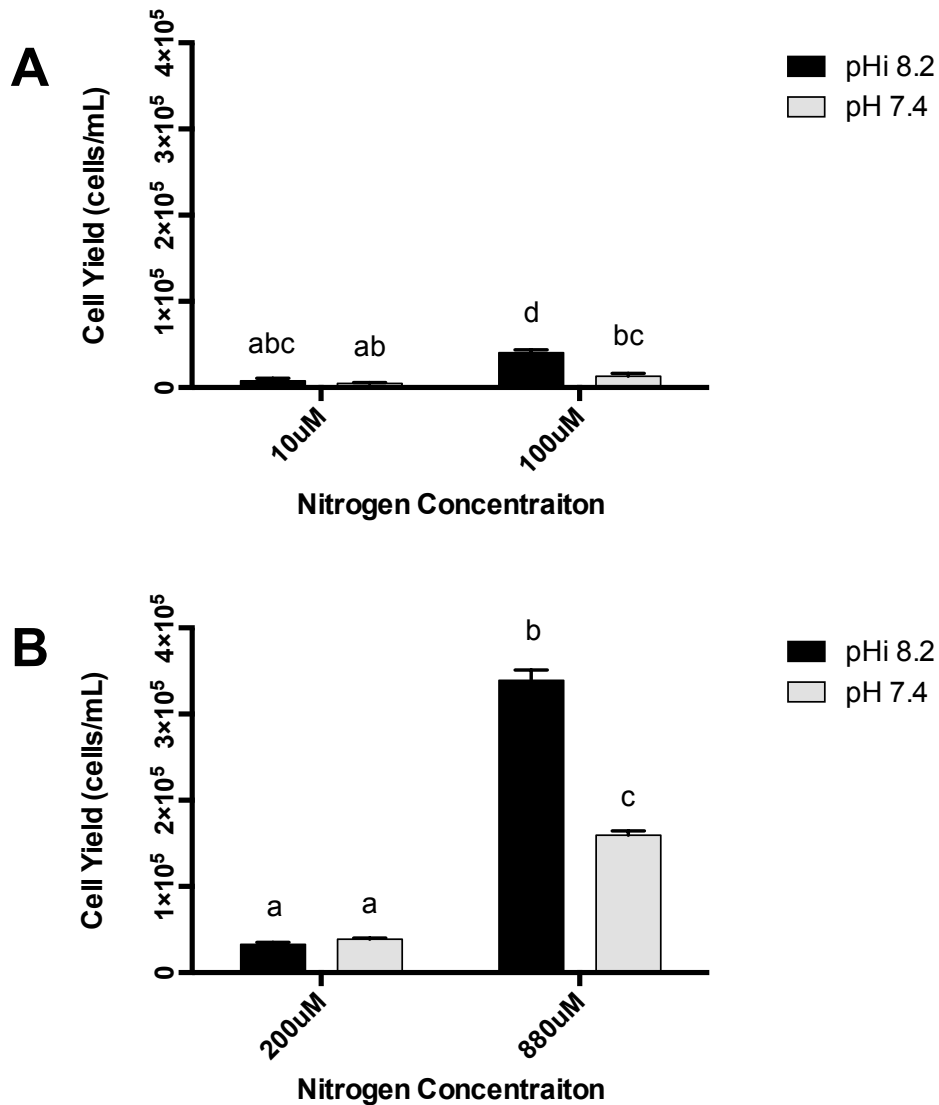 A
Cell Yield (cells/mL)
4×10⁵
3×10⁵
2×10⁵
1×10⁵
0
abc
ab
d
bc
10uM
100uM
Nitrogen Concentraiton
pHi 8.2
pH 7.4
B
Cell Yield (cells/mL)
4×10⁵
3×10⁵
2×10⁵
1×10⁵
0
a
a
b
c
200uM
880uM
Nitrogen Concentraiton
pHi 8.2
pH 7.4